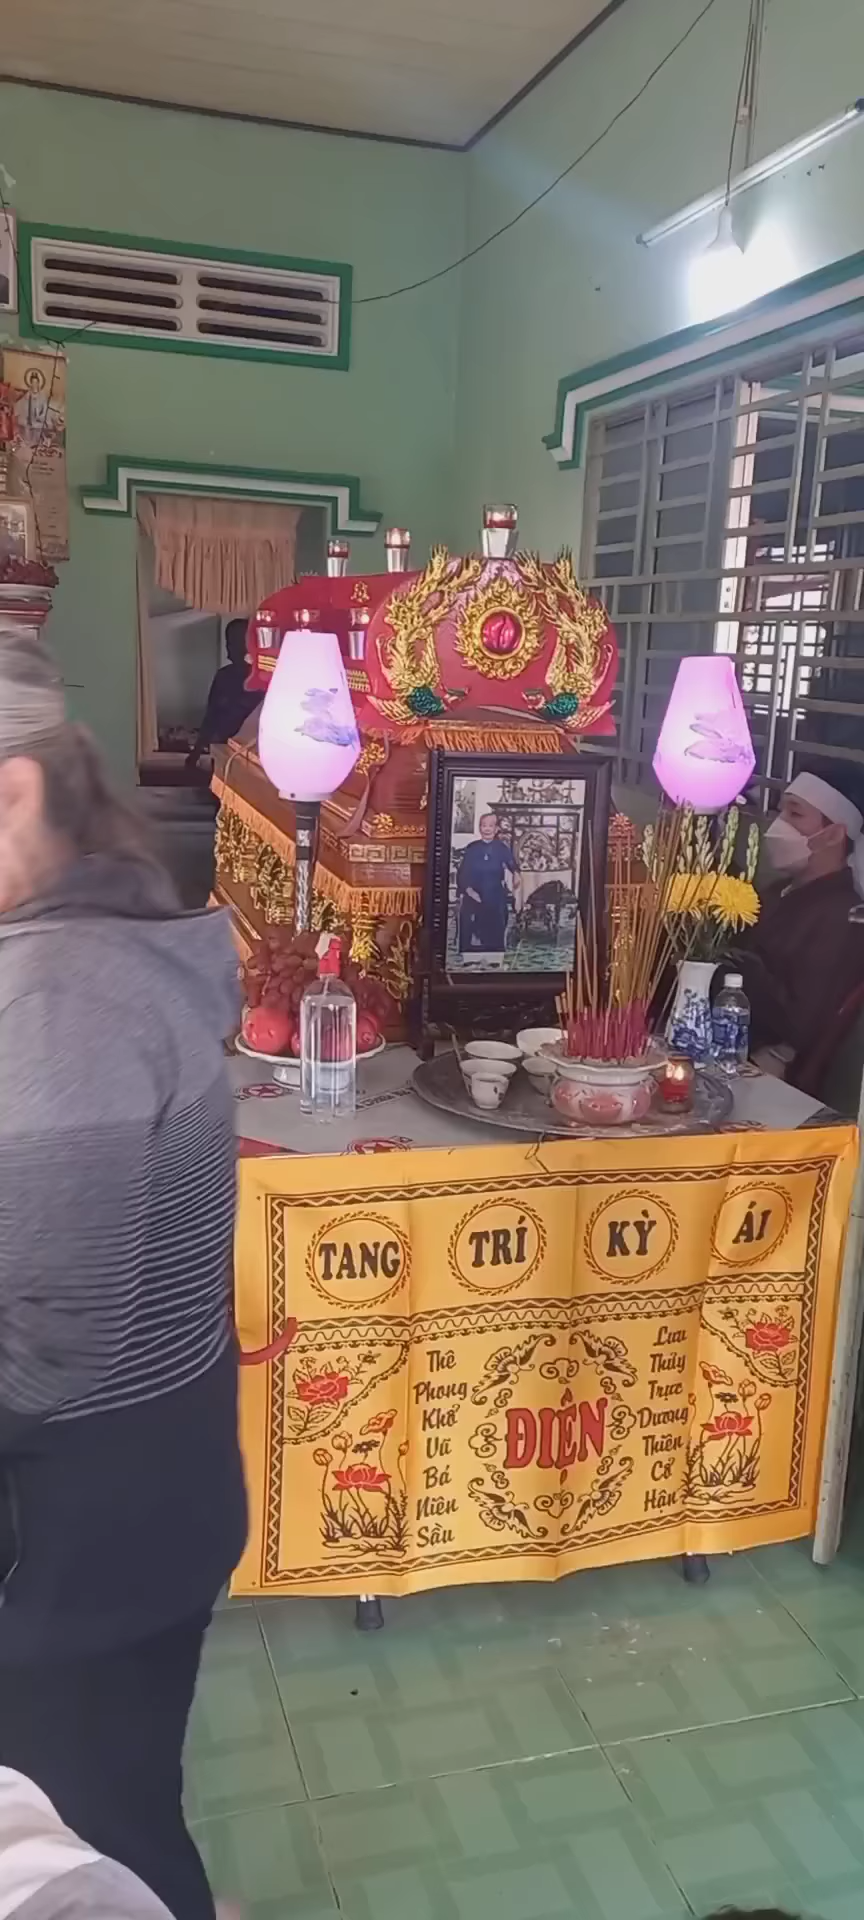 TANG TRÍ KỲ ÁI
Thê
Phong
Khổ
Vũ
Bá
Niên
Sầu
ĐIỆN
Lưu
Thủy
Trực
Dương
Thiên
Cổ
Hận